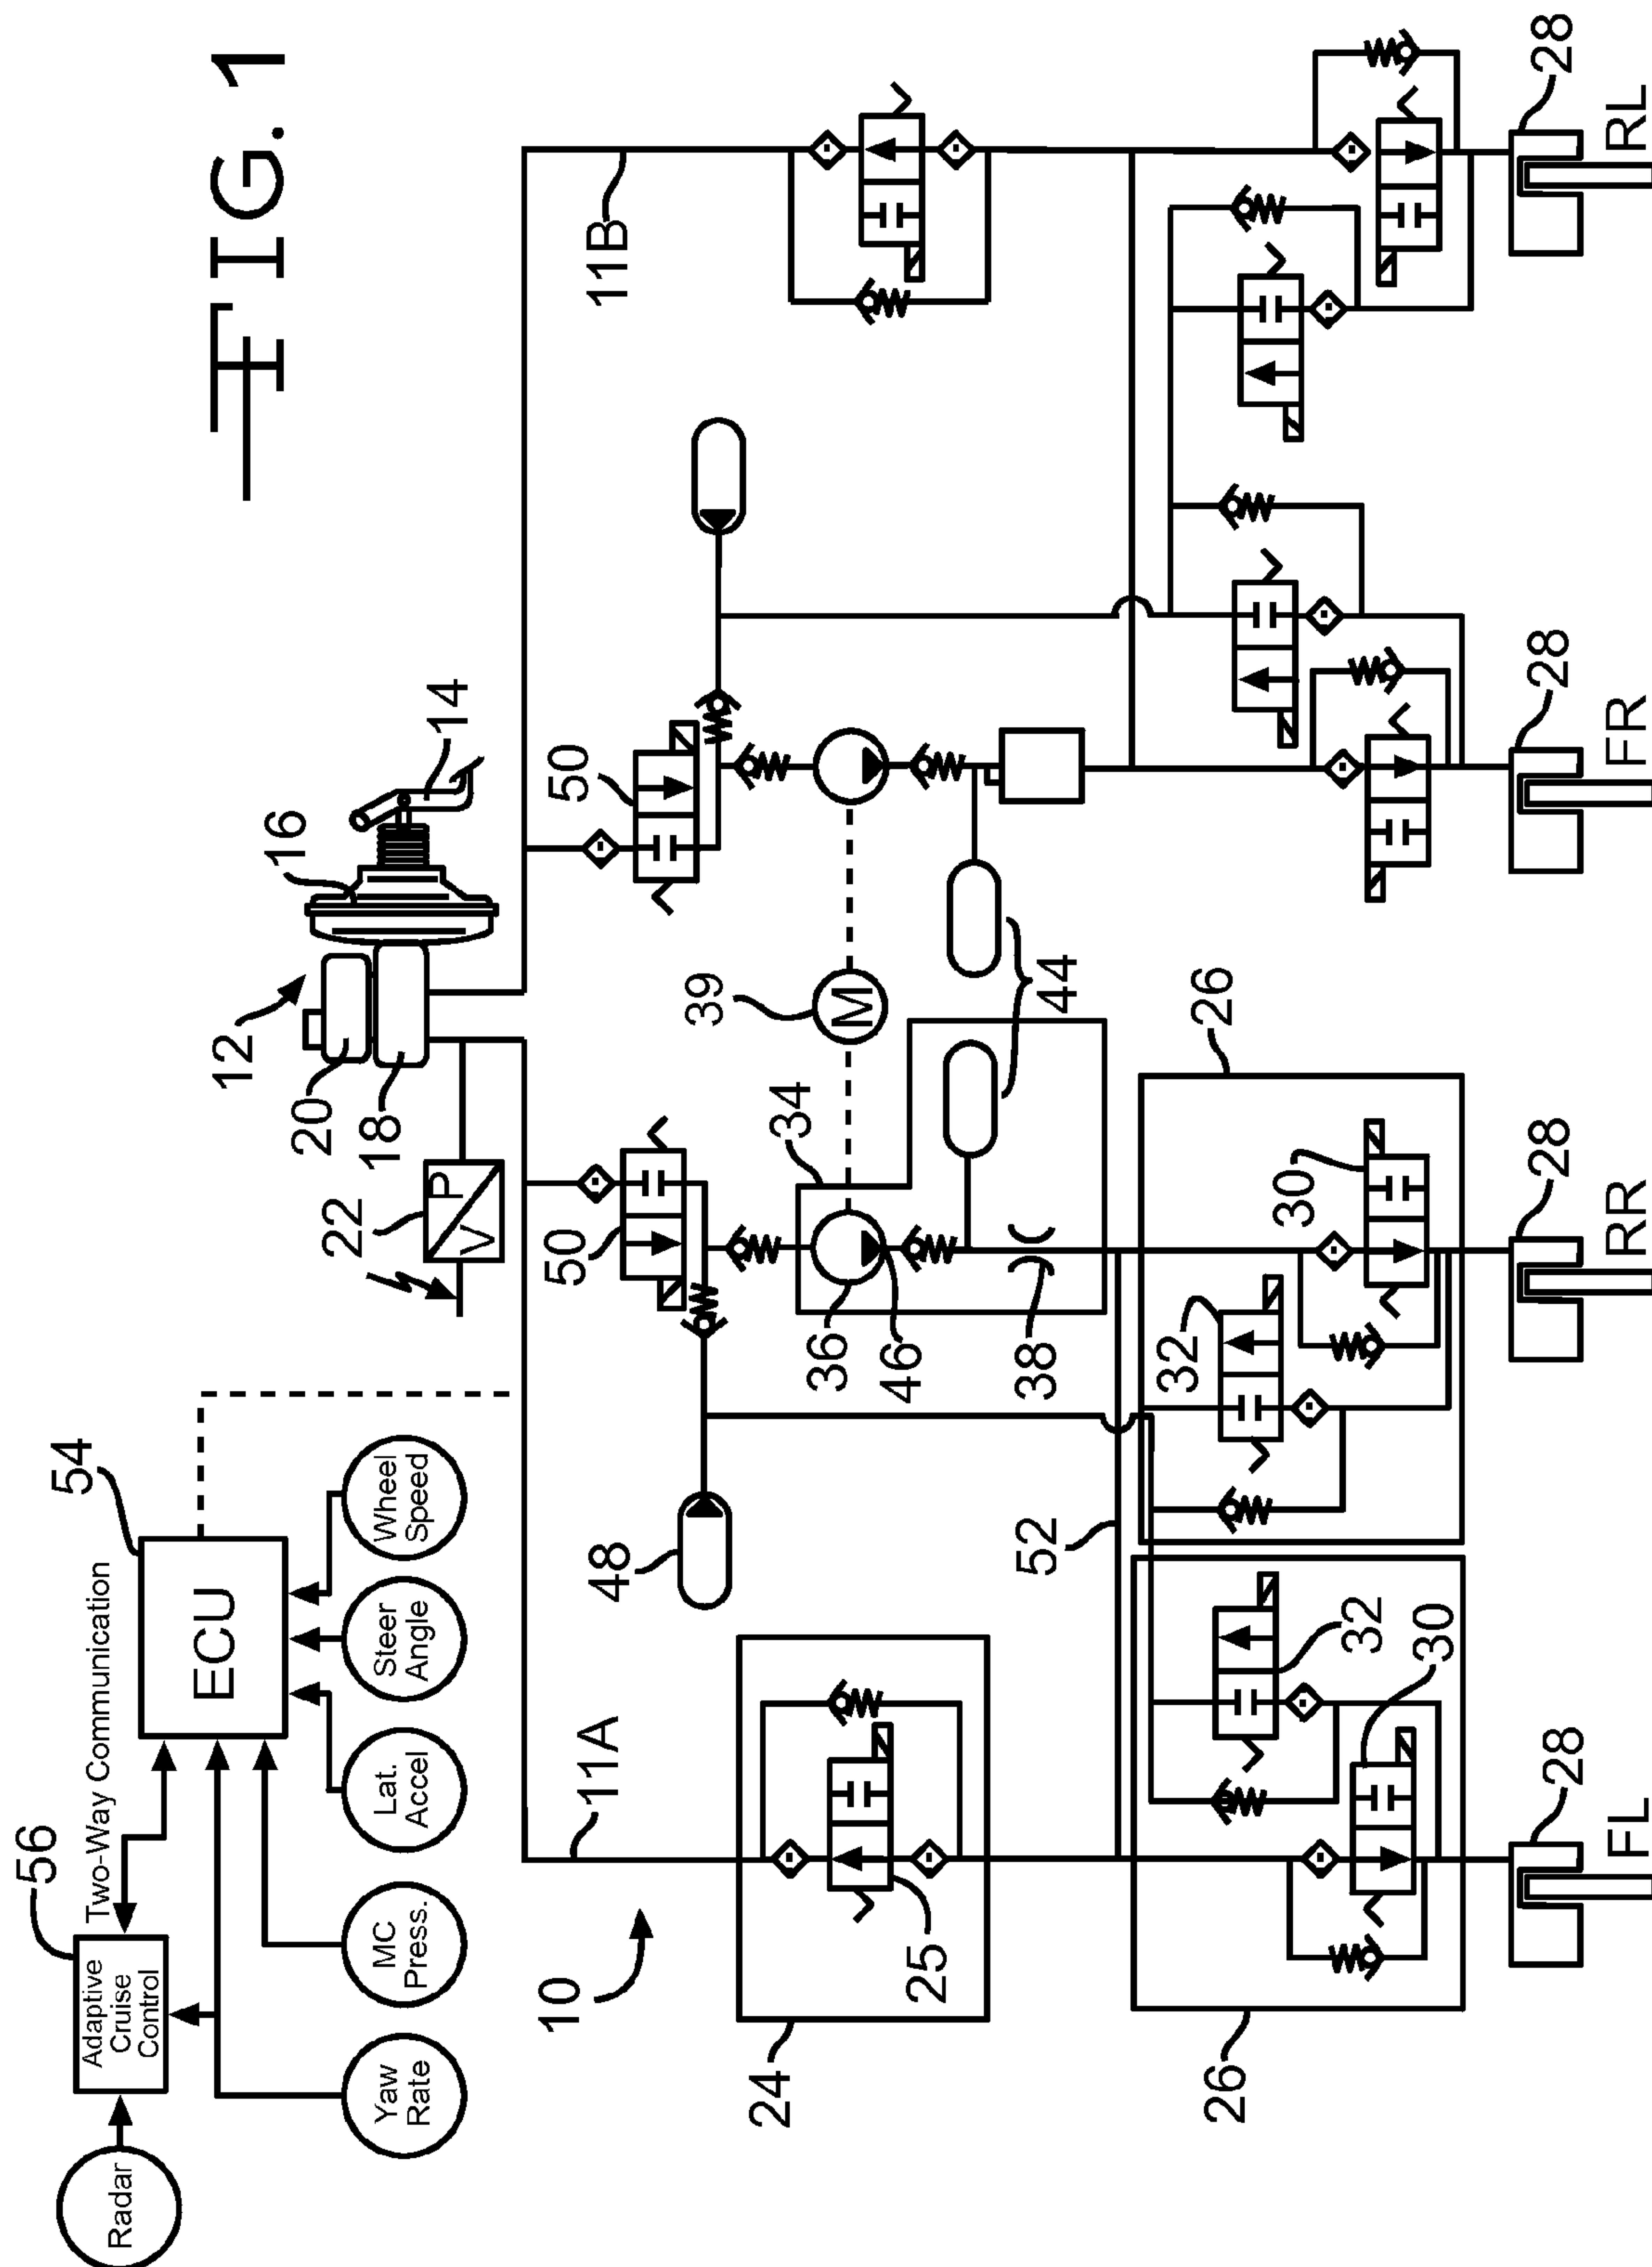 FIG. 1
Radar
Adaptive
Cruise
Control
56
Two-Way Communication
54
ECU
Yaw
Rate
MC
Press.
Lat.
Accel
Steer
Angle
Wheel
Speed
12
16
14
20
18
22
P
V
10
11A
11B
50
50
48
39
M
34
36
46
38
44
24
25
52
26
26
32
30
32
30
28
28
28
28
FL
RR
FR
RL